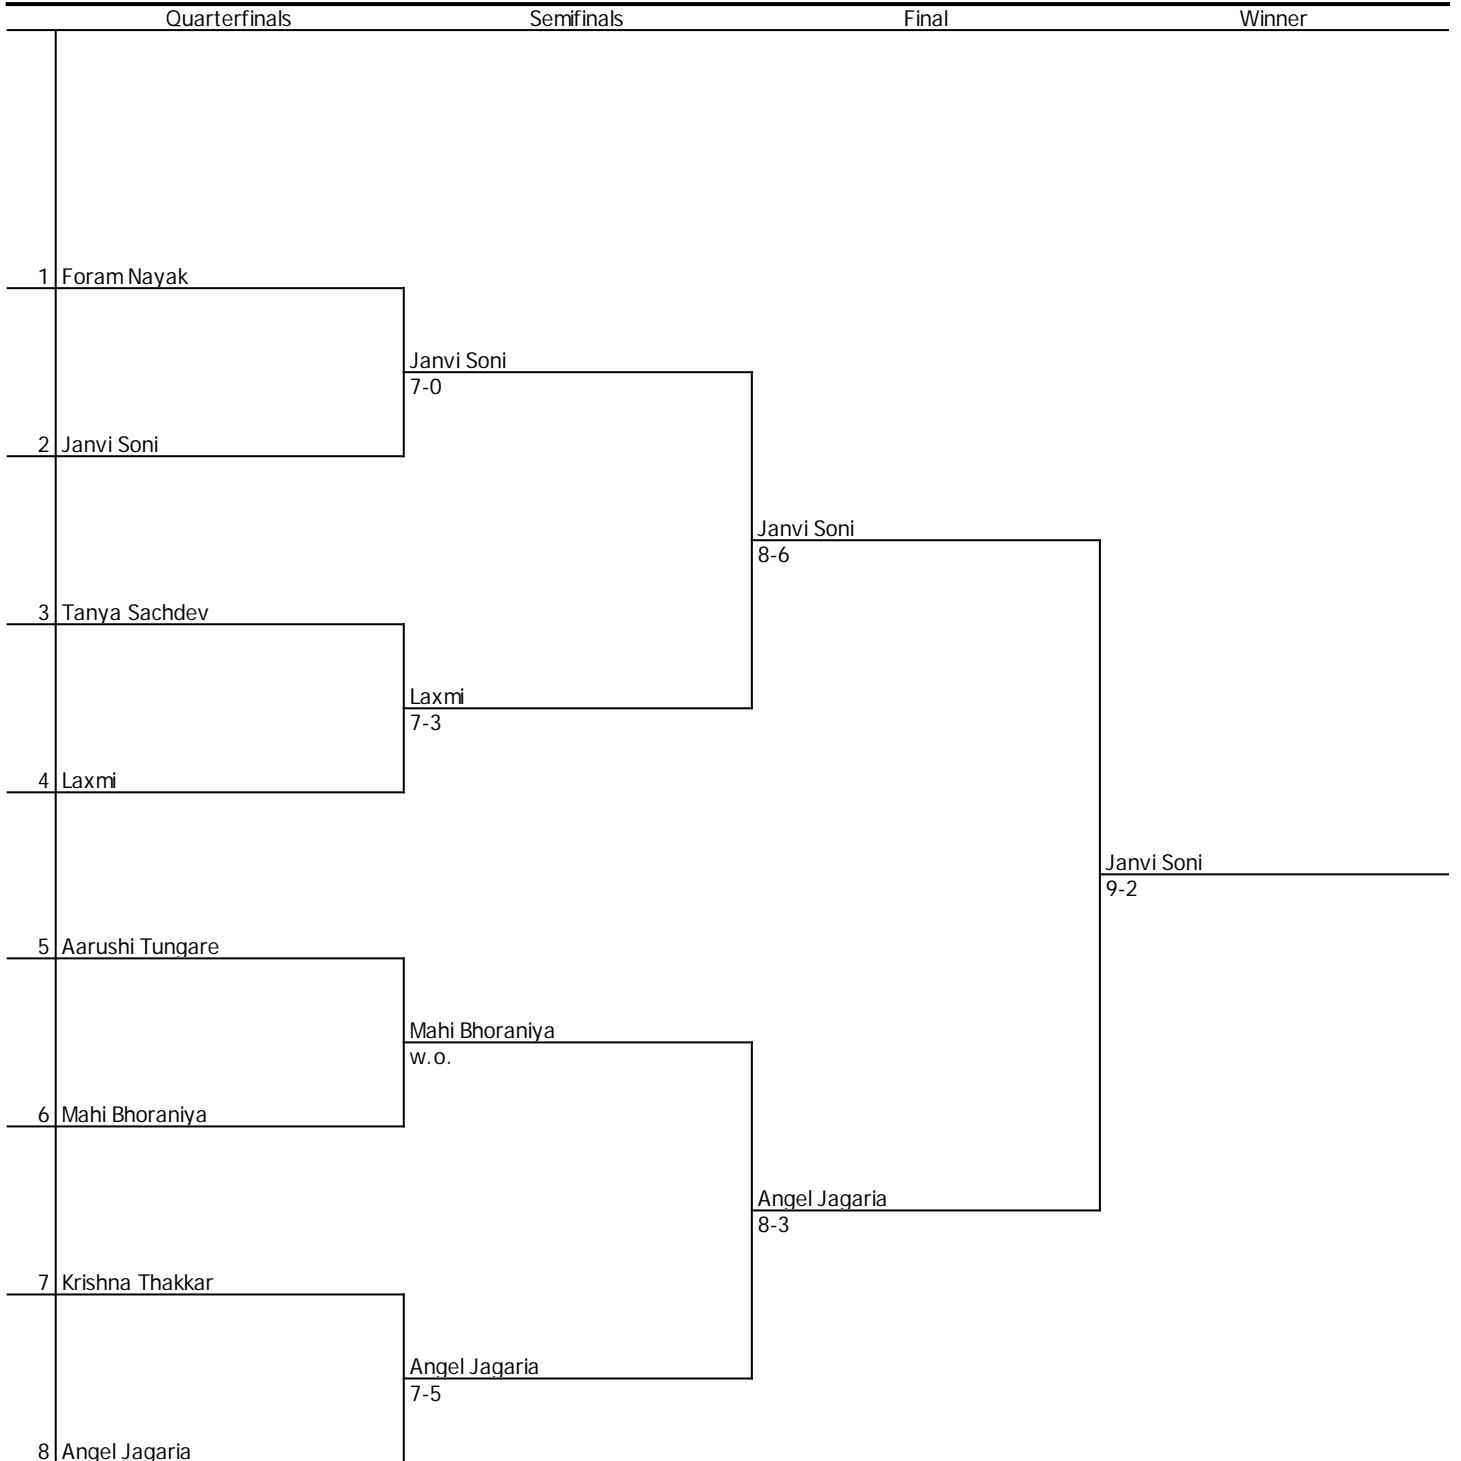 Quarterfinals Semifinals Final Winner
1 Foram Nayak
Janvi Soni
7-0
2 Janvi Soni
Janvi Soni
8-6
3 Tanya Sachdev
Laxmi
7-3
4 Laxmi
Janvi Soni
9-2
5 Aarushi Tungare
Mahi Bhoraniya
w.o.
6 Mahi Bhoraniya
Angel Jagaria
8-3
7 Krishna Thakkar
Angel Jagaria
7-5
8 Angel Jagaria